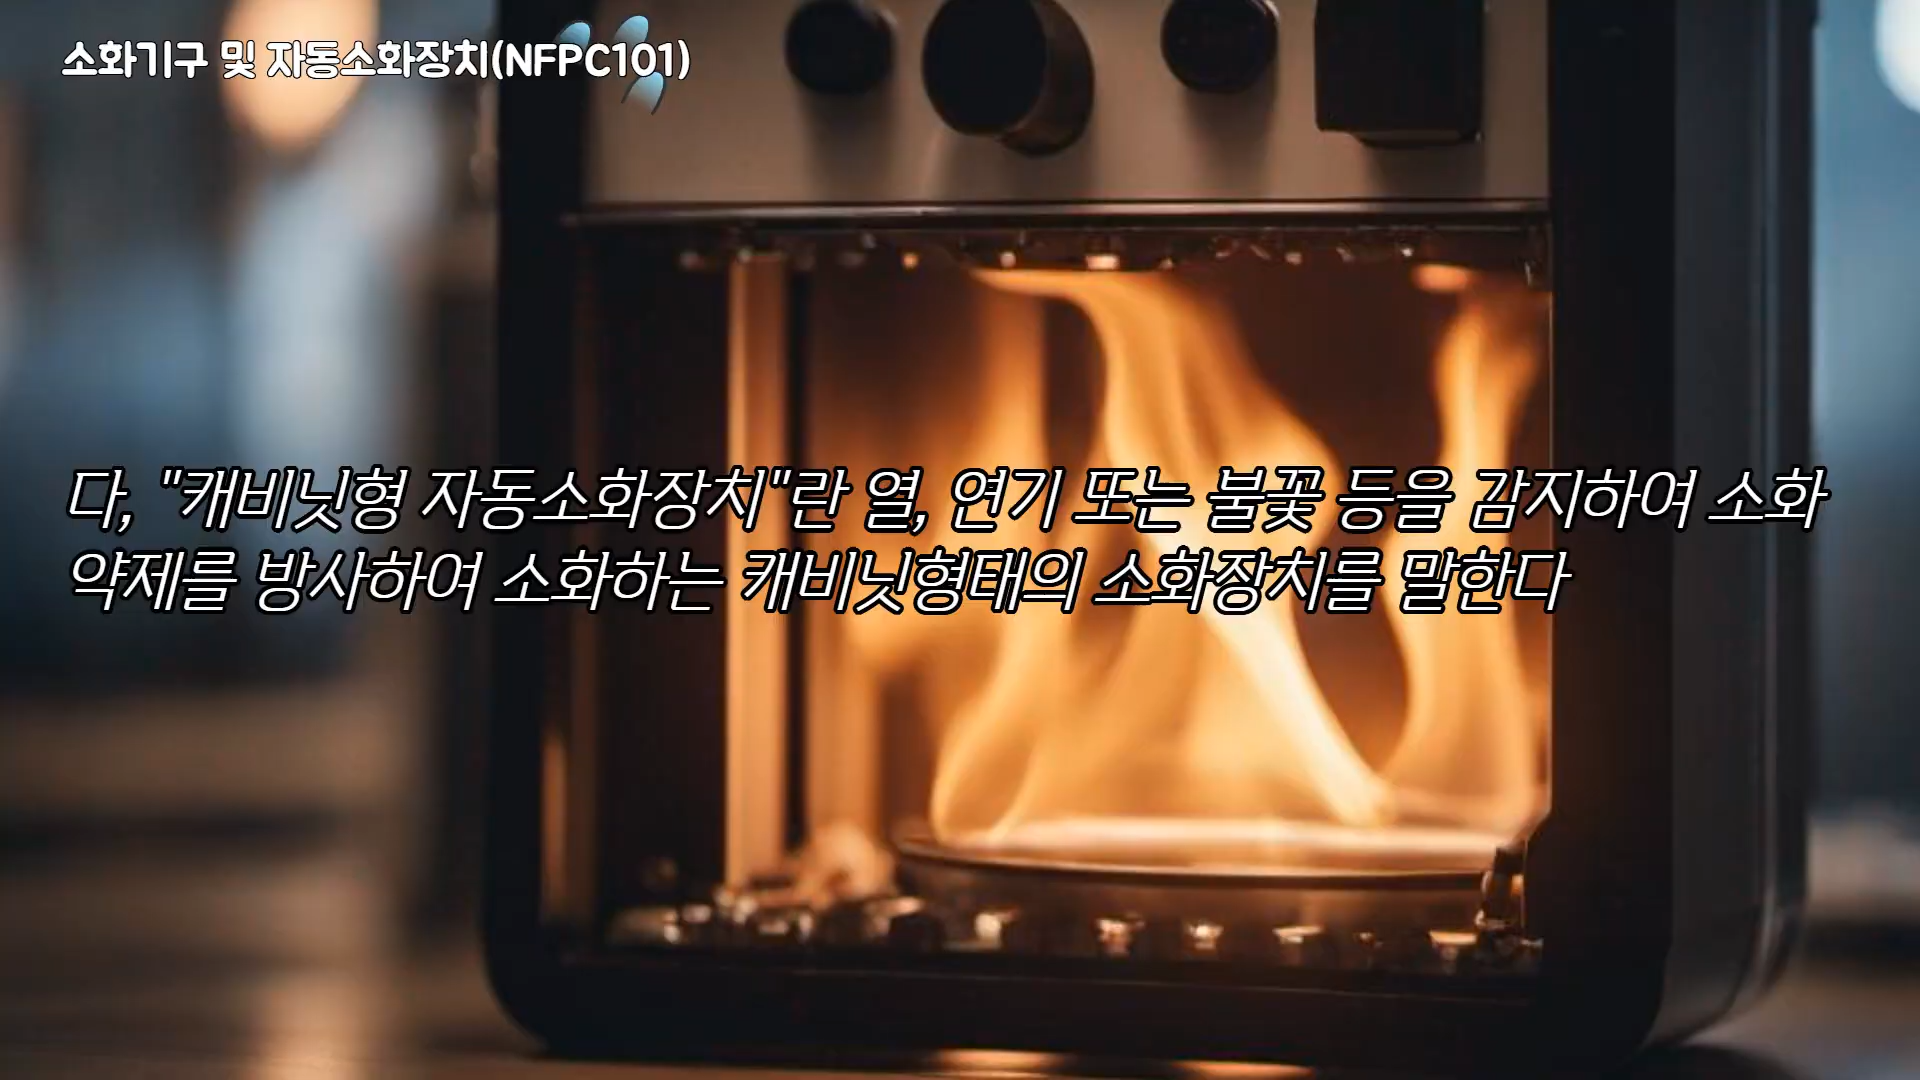 소화기구 및 자동소화장치(NFPC101)
다, "캐비닛형 자동소화장치"란 열, 연기 또는 불꽃 등을 감지하여 소화
약제를 방사하여 소화하는 캐비닛형태의 소화장치를 말한다